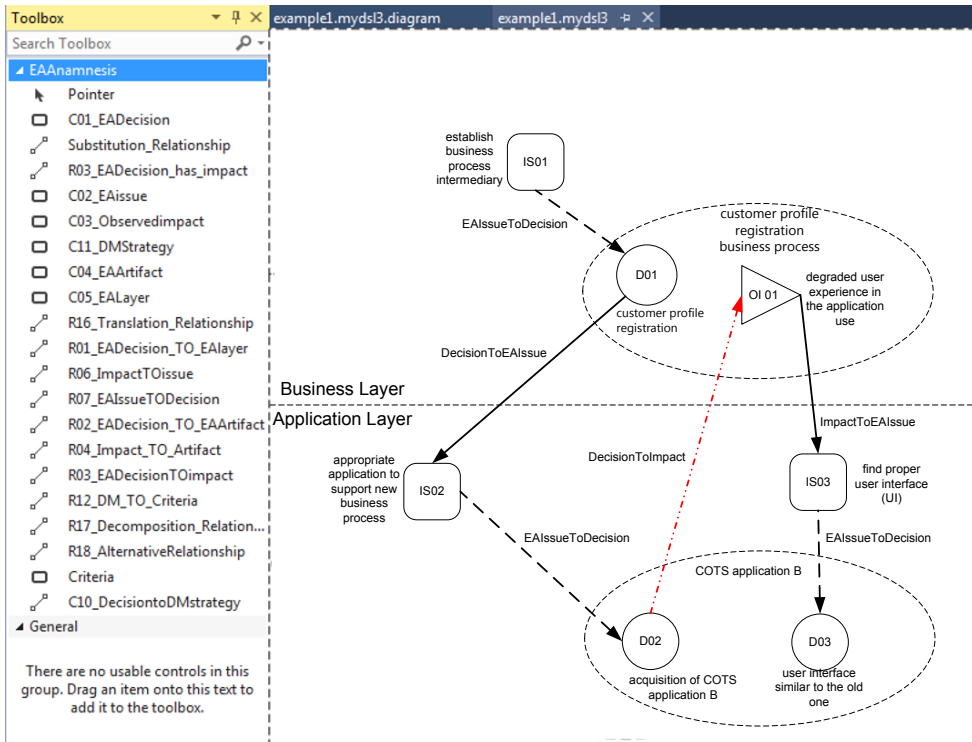 Toolbox
Search Toolbox
EAAnamnesis
Pointer
C01_EADecision
Substitution_Relationship
R03_EADecision_has_impact
C02_EAissue
C03_Observedimpact
C11_DMStrategy
C04_EAArtifact
C05_EALayer
R16_Translation_Relationship
R01_EADecision_TO_EAlayer
R06_ImpactTOissue
R07_EAIssueTODecision
R02_EADecision_TO_EAArtifact
R04_Impact_TO_Artifact
R03_EADecisionTOimpact
R12_DM_TO_Criteria
R17_Decomposition_Relation...
R18_AlternativeRelationship
Criteria
C10_DecisiontoDMstrategy
General
There are no usable controls in this
group. Drag an item onto this text to
add it to the toolbox.
example1.mydsl3.diagram
example1.mydsl3
establish
business
process
intermediary
IS01
EAIssueToDecision
customer profile
registration
business process
D01
customer profile
registration
OI 01
degraded user
experience in
the application
use
DecisionToEAIssue
Business Layer
Application Layer
ImpactToEAIssue
DecisionToImpact
appropriate
application to
support new
business
process
IS02
IS03
find proper
user interface
(UI)
EAIssueToDecision
EAIssueToDecision
COTS application B
D02
acquisition of COTS
application B
D03
user interface
similar to the old
one